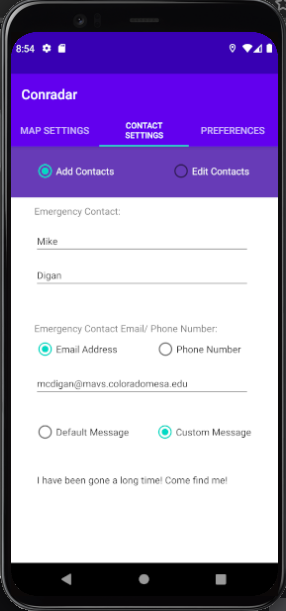 8:54
Conradar
MAP SETTINGS
CONTACT
SETTINGS
PREFERENCES
Add Contacts
Edit Contacts
Emergency Contact:
Mike
Digan
Emergency Contact Email/ Phone Number:
Email Address
Phone Number
mcdigan@mavs.coloradomesa.edu
Default Message
Custom Message
I have been gone a long time! Come find me!